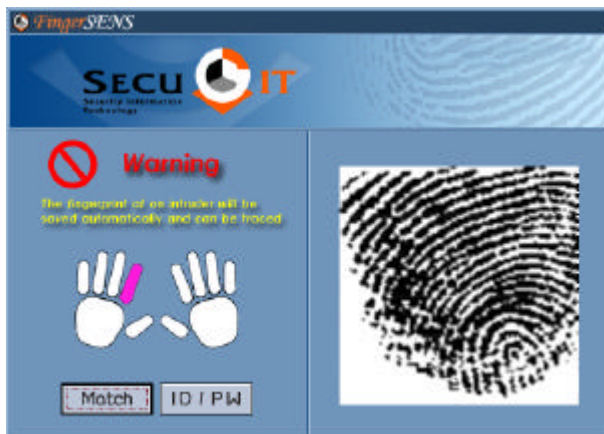 FingerSENS
SECU IT
Security Information
Technology
Warning
The fingerprint of an intruder will be
saved automatically and can be traced
Match
ID / PW